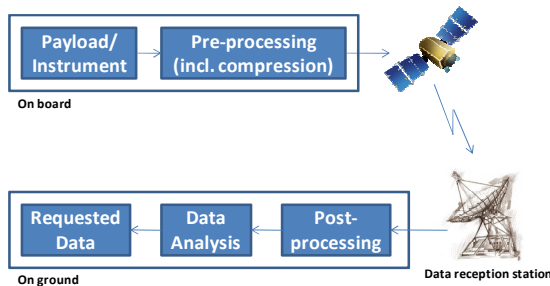 Payload/
Instrument
Pre-processing
(incl. compression)
On board
Requested
Data
Data
Analysis
Post-
processing
On ground
Data reception station